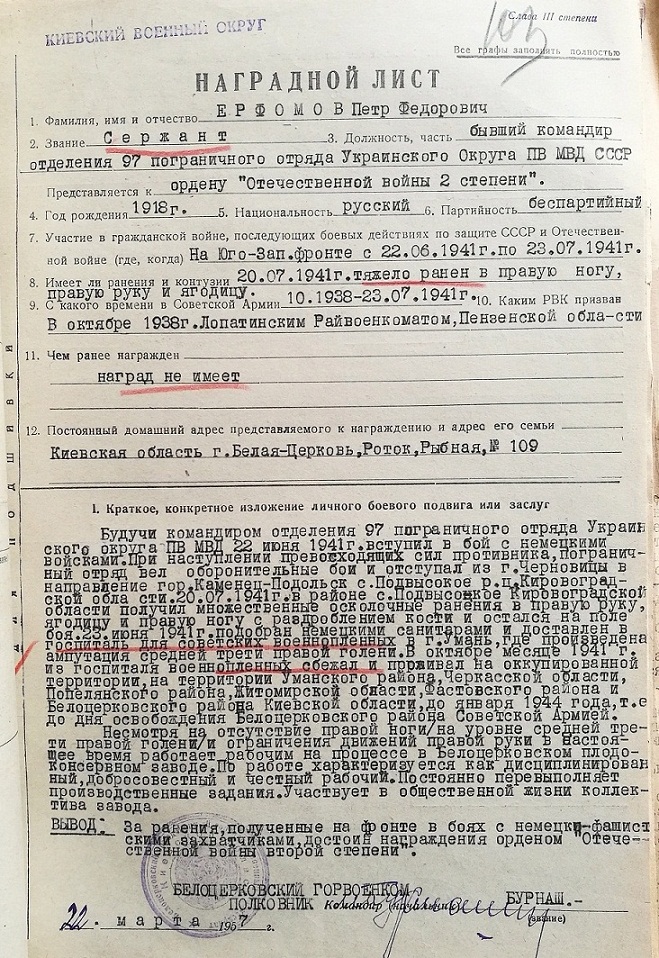 КИЕВСКИЙ ВОЕННЫЙ ОКРУГ
Слава III степени
103
Все графы заполнить полностью
НАГРАДНОЙ ЛИСТ
1. Фамилия, имя и отчество ЕРФОМОВ Петр Федорович
2. Звание Сержант 3. Должность, часть бывший командир
отделения 97 пограничного отряда Украинского Округа ПВ МВД СССР
Представляется к ордену "Отечественной войны 2 степени".
4. Год рождения 1918г. 5. Национальность русский 6. Партийность беспартийный
7. Участие в гражданской войне, последующих боевых действиях по защите СССР и Отечествен-
ной войне (где, когда) На Юго-Зап.фронте с 22.06.1941г. по 23.07.1941г.
8. Имеет ли ранения и контузии 20.07.1941г.тяжело ранен в правую ногу,
правую руку и ягодицу.
9. С какого времени в Советской Армии 10.1938-23.07.1941г. 10. Каким РВК призван
В октябре 1938г.Лопатинским Райвоенкоматом,Пензенской обла-сти
11. Чем ранее награжден
наград не имеет
12. Постоянный домашний адрес представляемого к награждению и адрес его семьи
Киевская область г.Белая-Церковь,Роток,Рыбная,№ 109
Для подшивки
I. Краткое, конкретное изложение личного боевого подвига или заслуг
Будучи командиром отделения 97 пограничного отряда Украин
ского округа ПВ МВД 22 июня 1941г.вступил в бой с немецкими
войсками.При наступлении превосходящих сил противника,погранич-
ный отряд вел оборонительные бои и отступал из г.Черновицы в
направление гор.Каменец-Подольск с.Подвысокое р.п.Кировоград-
ской обла сти.20.07.1941г.в районе с.Подвысокое Кировоградской
области получил множественые осколочные ранения в правую руку,
ягодицу и правую ногу с раздроблением кости и остался на поле
боя.23.июня 1941г.подобран немецкими санитарами и доставлен в
госпиталь для советских военнопленных в г.Умань,где произведена
ампутация средней трети правой голени.В октябре месяце 1941 г.
из госпиталя военнопленных сбежал и проживал на оккупированной
территории,на территории Уманского района,Черкасской области,
Попелянского района,Житомирской области,Фастовского района и
Белоцерковского района Киевской области,до января 1944 года,т.е
до дня освобождения Белоцерковского района Советской Армией.
Несмотря на отсутствие правой ноги/на уровне средней тре-
ти правой голени/и ограничения движений правой руки в настоя-
щее время работает рабочим на процессе в Белоцерковском плодо-
консервном заводе.По работе характеризуется как дисциплинирован
ный,добросовестный и честный рабочий.Постоянно перевыполняет
производственные задания.Участвует в общественной жизни коллек-
тива завода.
ВЫВОД: За ранения,полученные на фронте в боях с немецки-фашист
скими захватчиками,достоин награждения орденом "Отече-
ственной войны второй степени".
БЕЛОЦЕРКОВСКИЙ ГОРВОЕНКОМ
ПОЛКОВНИК Командир (начальник) БУРНАШ.-
(звание)
22. марта 1957 г.